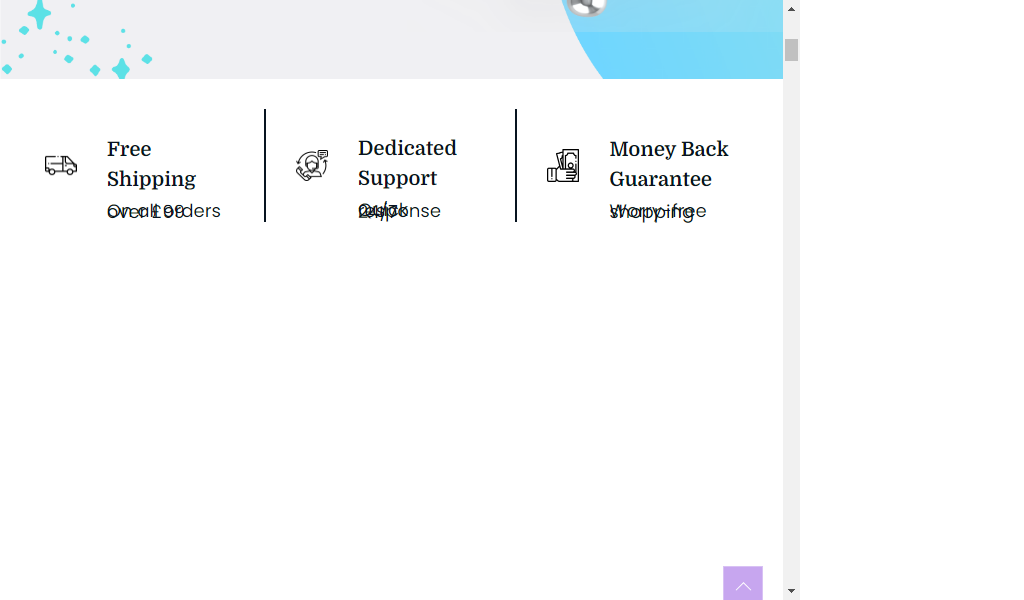 Free
Shipping
On all orders
over £99
Dedicated
Support
Quick
response
24/7
Money Back
Guarantee
Worry-free
shopping